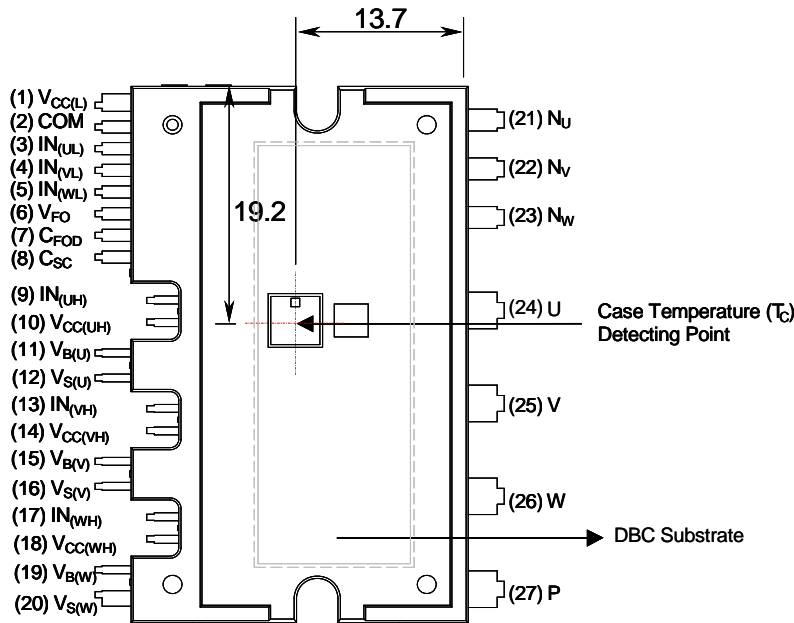 13.7
(1) VCC(L)
(2) COM
(3) IN(UL)
(4) IN(VL)
(5) IN(WL)
(6) VFO
(7) CFOD
(8) CSC
(9) IN(UH)
(10) VCC(UH)
(11) VB(U)
(12) VS(U)
(13) IN(VH)
(14) VCC(VH)
(15) VB(V)
(16) VS(V)
(17) IN(WH)
(18) VCC(WH)
(19) VB(W)
(20) VS(W)
19.2
(21) NU
(22) NV
(23) NW
(24) U
(25) V
(26) W
(27) P
Case Temperature (TC)
Detecting Point
DBC Substrate